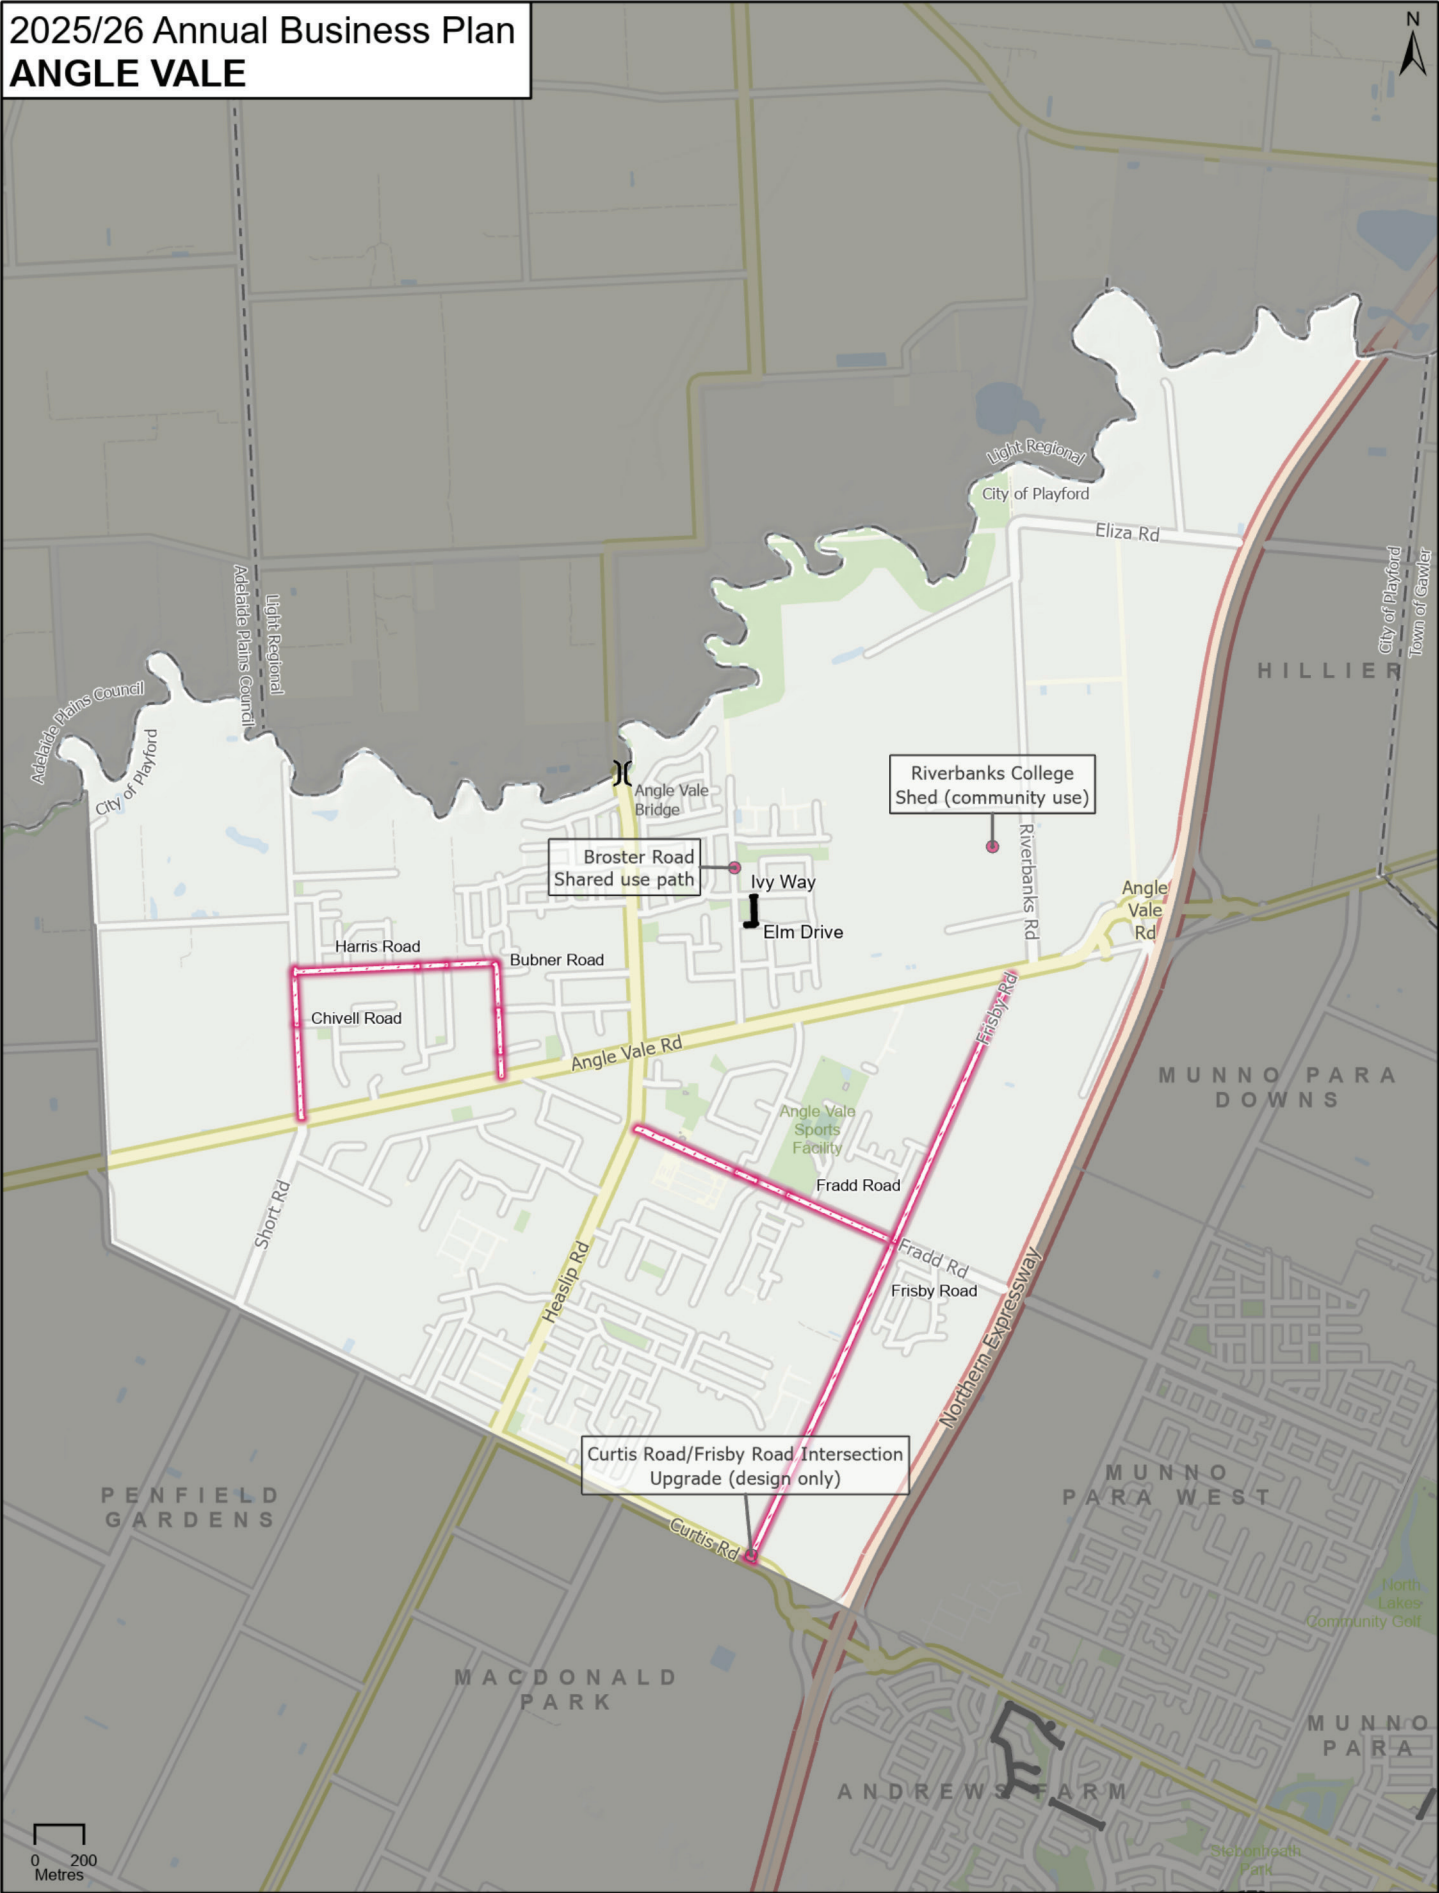 2025/26 Annual Business Plan
ANGLE VALE
N
Light Regional
City of Playford
Eliza Rd
Adelaide Plains Council
Light Regional
City of Playford
Town of Gawler
HILLIER
Adelaide Plains Council
City of Playford
Riverbanks College
Shed (community use)
Angle Vale
Bridge
Broster Road
Shared use path
Ivy Way
Elm Drive
Riverbanks Rd
Angle
Vale
Rd
Harris Road
Bubner Road
Chivell Road
Frisby Rd
Angle Vale Rd
MUNNO PARA
DOWNS
Angle Vale
Sports
Facility
Fradd Road
Short Rd
Fradd Rd
Heaslip Rd
Frisby Road
Northern Expressway
Curtis Road/Frisby Road Intersection
Upgrade (design only)
PENFIELD
GARDENS
MUNNO
PARA WEST
Curtis Rd
North
Lakes
Community Golf
MACDONALD
PARK
MUNNO
PARA
ANDREWS FARM
Stebonheath
Park
0 200
Metres